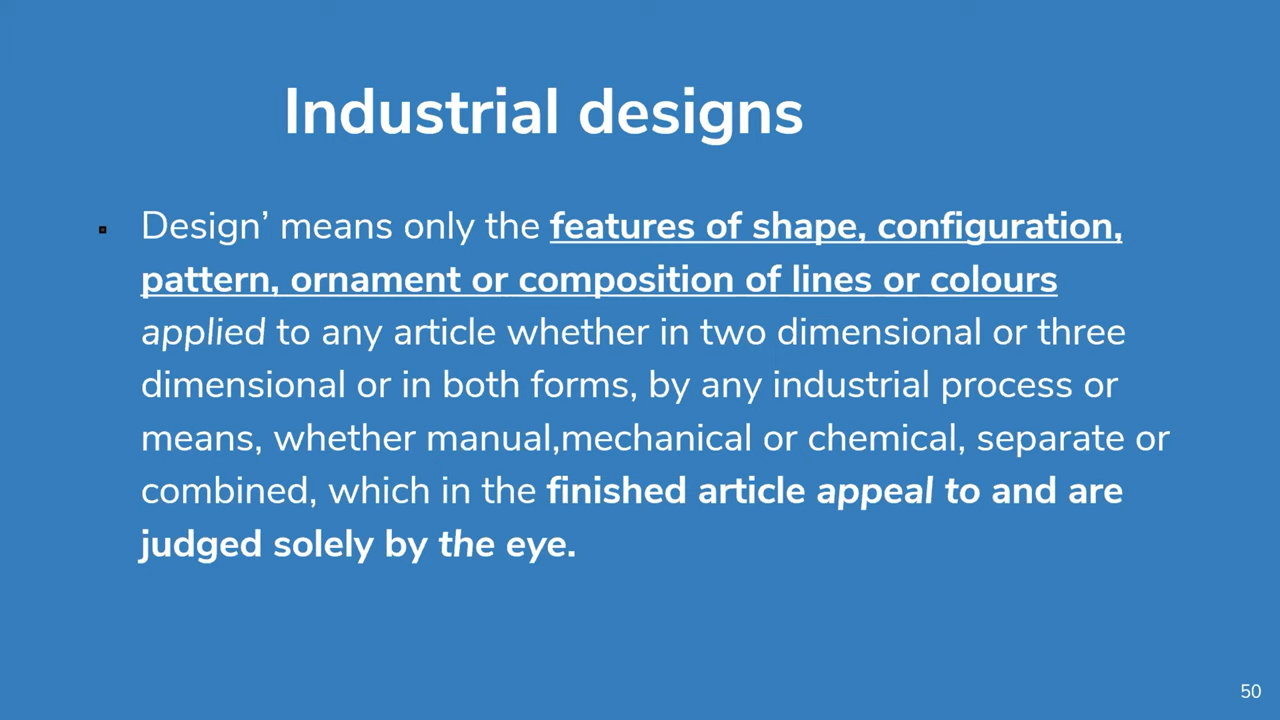 Industrial designs
Design’ means only the features of shape, configuration,
pattern, ornament or composition of lines or colours
applied to any article whether in two dimensional or three
dimensional or in both forms, by any industrial process or
means, whether manual,mechanical or chemical, separate or
combined, which in the finished article appeal to and are
judged solely by the eye.
50